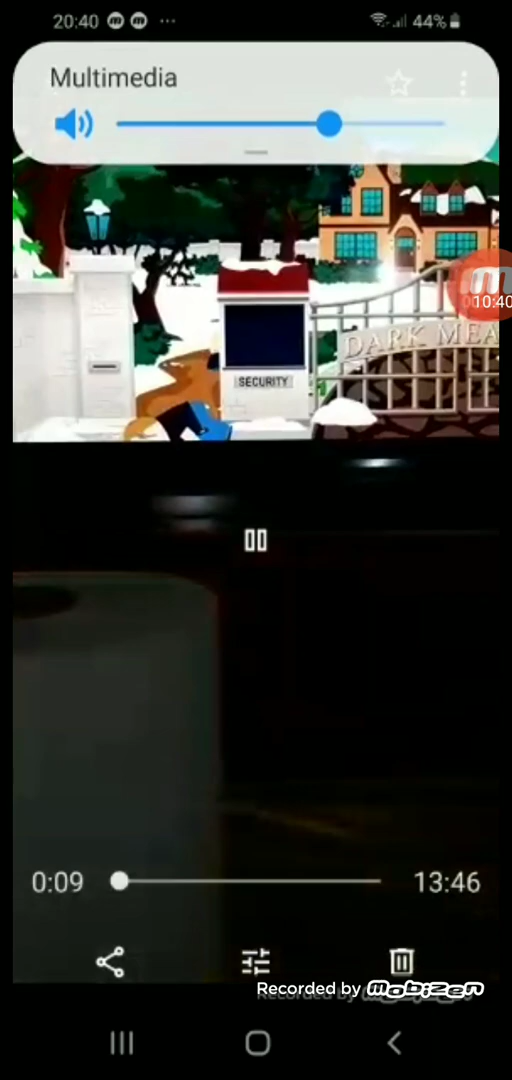 20:40
44%
Multimedia
10:40
DARK MEA
SECURITY
0:09
13:46
Recorded by mobizen